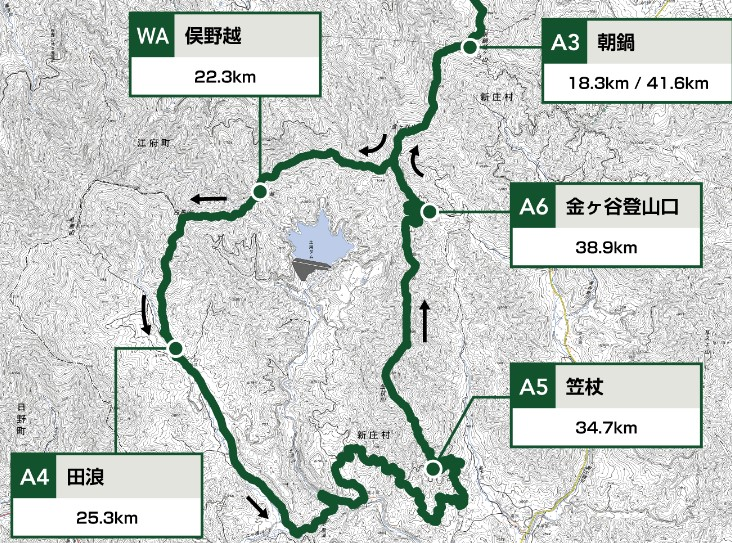 WA 俣野越
22.3km
A3 朝鍋
18.3km / 41.6km
新庄村
江府町
A6 金ヶ谷登山口
38.9km
A5 笠杖
34.7km
日野町
新庄村
A4 田浪
25.3km